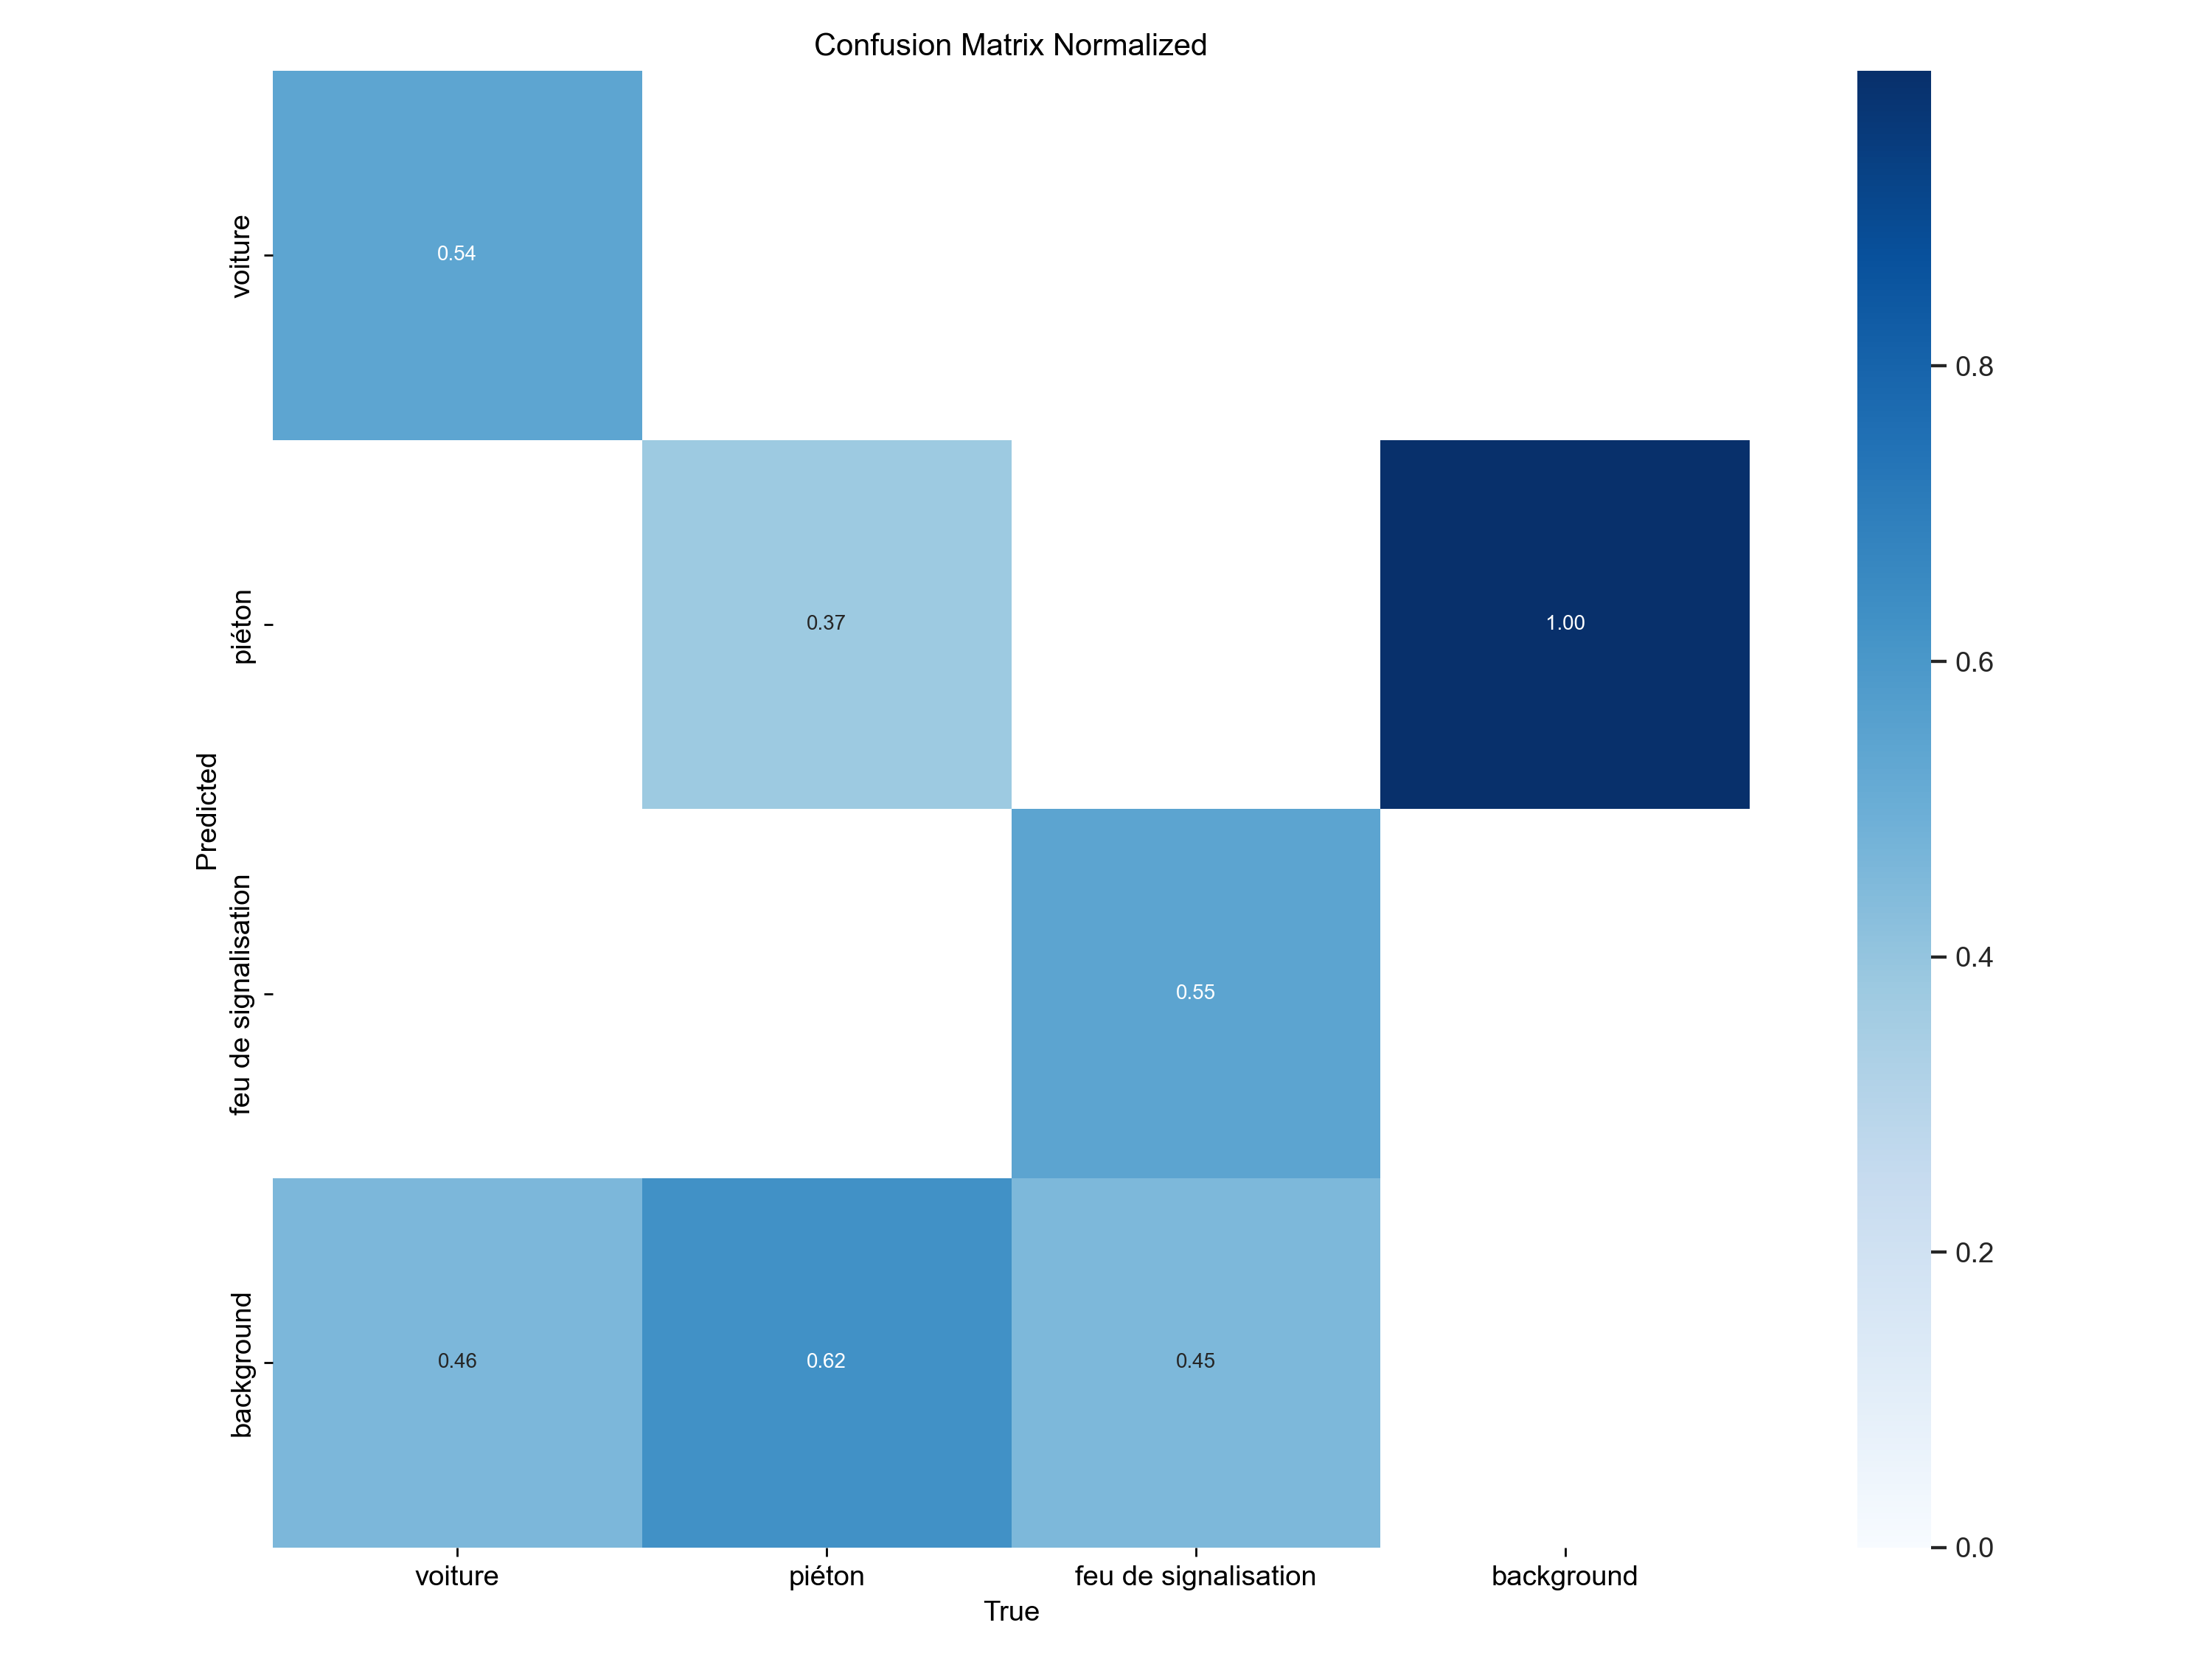 Confusion Matrix Normalized
voiture
0.54
0.8
piéton
0.37
1.00
0.6
Predicted
feu de signalisation
0.55
0.4
background
0.46
0.62
0.45
0.2
0.0
voiture
piéton
feu de signalisation
background
True